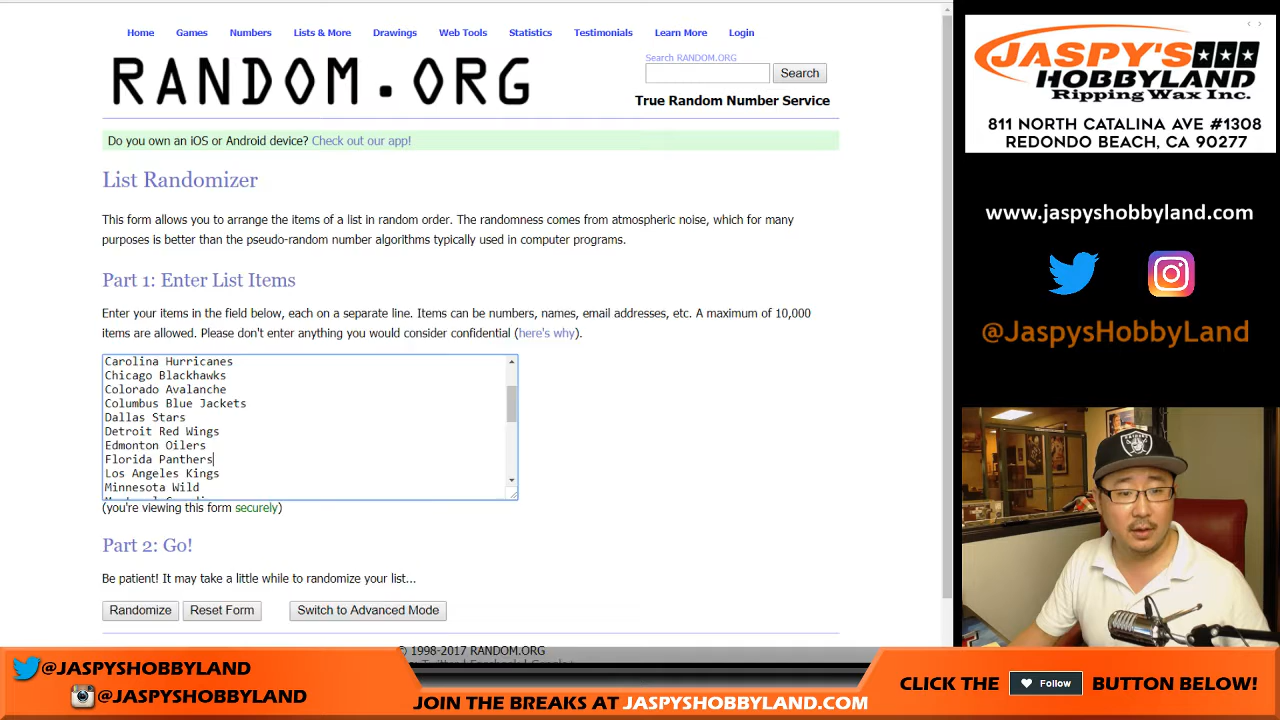 Home Games Numbers Lists & More Drawings Web Tools Statistics Testimonials Learn More Login
RANDOM.ORG
Search RANDOM.ORG
Search
True Random Number Service
Do you own an iOS or Android device? Check out our app!
List Randomizer
This form allows you to arrange the items of a list in random order. The randomness comes from atmospheric noise, which for many
purposes is better than the pseudo-random number algorithms typically used in computer programs.
Part 1: Enter List Items
Enter your items in the field below, each on a separate line. Items can be numbers, names, email addresses, etc. A maximum of 10,000
items are allowed. Please don't enter anything you would consider confidential (here's why).
Carolina Hurricanes
Chicago Blackhawks
Colorado Avalanche
Columbus Blue Jackets
Dallas Stars
Detroit Red Wings
Edmonton Oilers
Florida Panthers
Los Angeles Kings
Minnesota Wild
(you're viewing this form securely)
Part 2: Go!
Be patient! It may take a little while to randomize your list...
Randomize Reset Form Switch to Advanced Mode
© 1998-2017 RANDOM.ORG
JASPY'S
HOBBYLAND
Ripping Wax Inc.
811 NORTH CATALINA AVE #1308
REDONDO BEACH, CA 90277
www.jaspyshobbyland.com
@JaspysHobbyLand
@JASPYSHOBBYLAND
@JASPYSHOBBYLAND
JOIN THE BREAKS AT JASPYSHOBBYLAND.COM
CLICK THE Follow BUTTON BELOW!